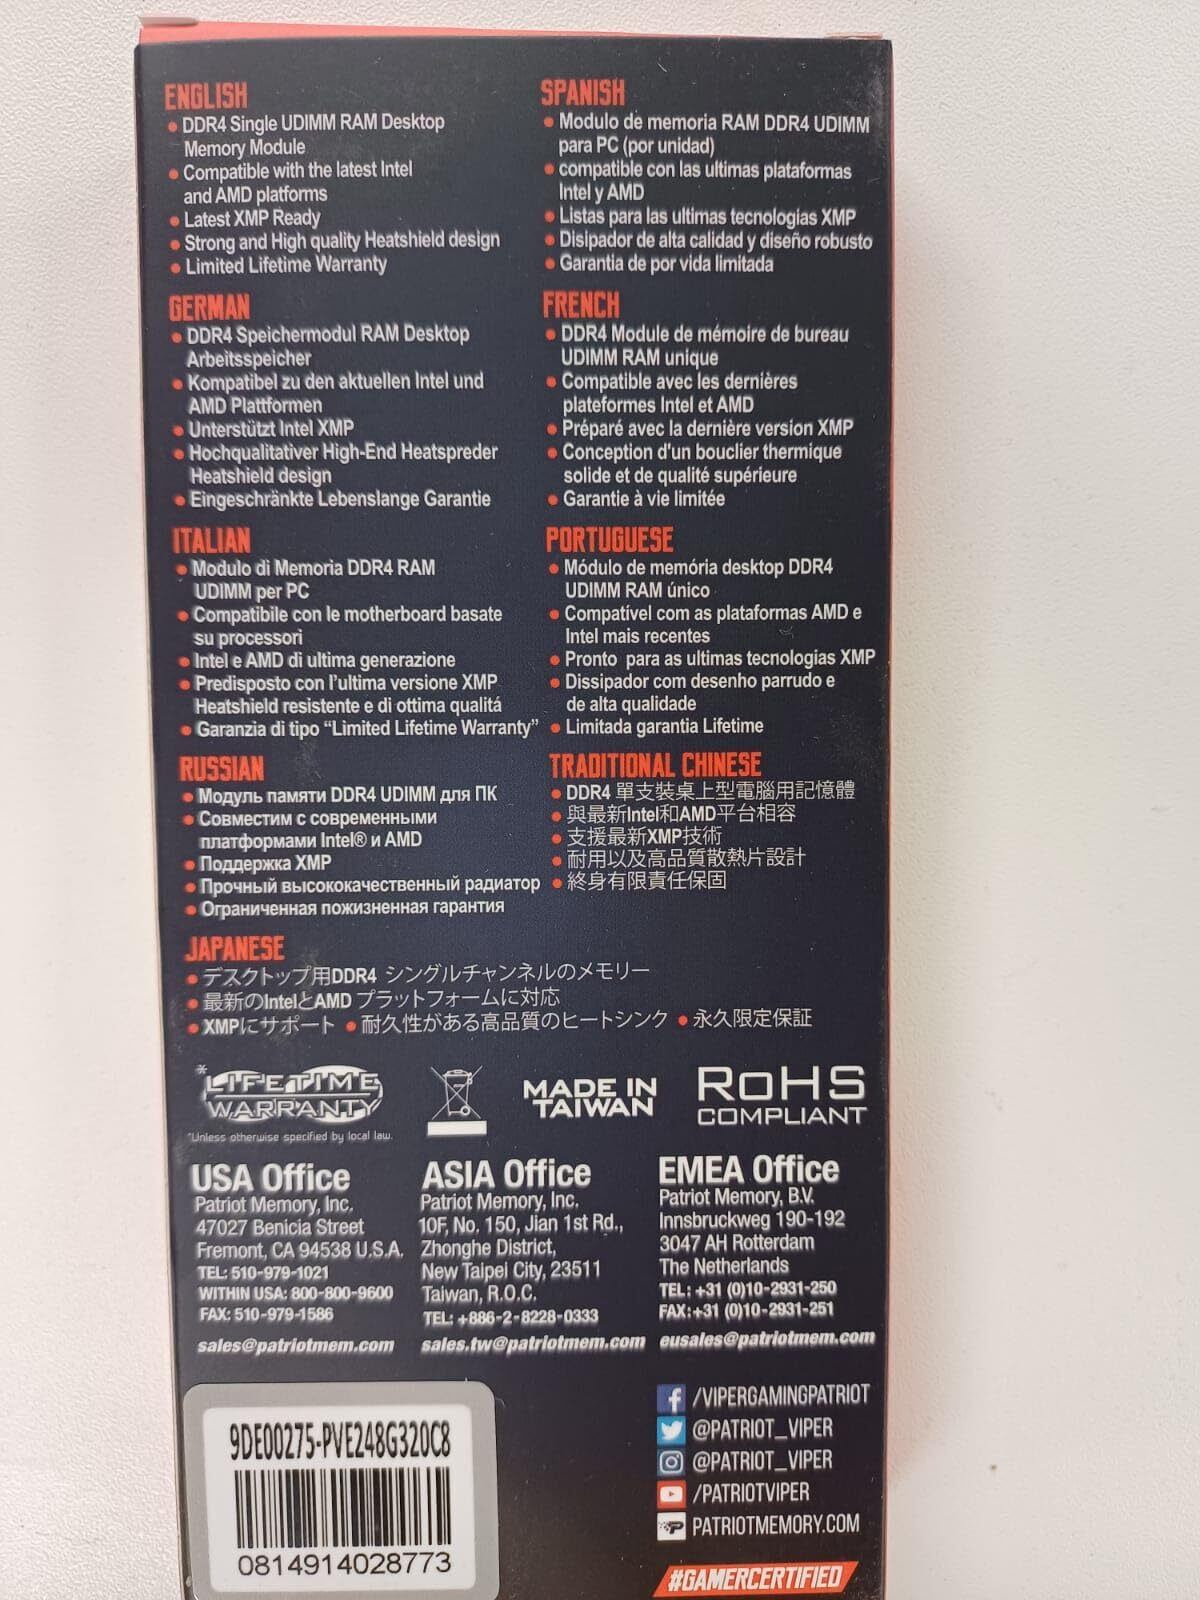 ENGLISH
• DDR4 Single UDIMM RAM Desktop
Memory Module
• Compatible with the latest Intel
and AMD platforms
• Latest XMP Ready
• Strong and High quality Heatshield design
• Limited Lifetime Warranty
SPANISH
• Modulo de memoria RAM DDR4 UDIMM
para PC (por unidad)
• compatible con las ultimas plataformas
Intel y AMD
• Listas para las ultimas tecnologías XMP
• Disipador de alta calidad y diseño robusto
• Garantia de por vida limitada
GERMAN
• DDR4 Speichermodul RAM Desktop
Arbeitsspeicher
• Kompatibel zu den aktuellen Intel und
AMD Plattformen
• Unterstützt Intel XMP
• Hochqualitativer High-End Heatspreder
Heatshield design
• Eingeschränkte Lebenslange Garantie
FRENCH
• DDR4 Module de mémoire de bureau
UDIMM RAM unique
• Compatible avec les dernières
plateformes Intel et AMD
• Préparé avec la dernière version XMP
• Conception d'un bouclier thermique
solide et de qualité supérieure
• Garantie à vie limitée
ITALIAN
• Modulo di Memoria DDR4 RAM
UDIMM per PC
• Compatibile con le motherboard basate
su processori
• Intel e AMD di ultima generazione
• Predisposto con l'ultima versione XMP
Heatshield resistente e di ottima qualitá
• Garanzia di tipo “Limited Lifetime Warranty”
PORTUGUESE
• Módulo de memória desktop DDR4
UDIMM RAM único
• Compatível com as plataformas AMD e
Intel mais recentes
• Pronto para as ultimas tecnologias XMP
• Dissipador com desenho parrudo e
de alta qualidade
• Limitada garantia Lifetime
RUSSIAN
• Модуль памяти DDR4 UDIMM для ПК
• Совместим с современными
платформами Intel® и AMD
• Поддержка XMP
• Прочный высококачественный радиатор
• Ограниченная пожизненная гарантия
TRADITIONAL CHINESE
• DDR4 單支裝桌上型電腦用記憶體
• 與最新Intel和AMD平台相容
• 支援最新XMP技術
• 耐用以及高品質散熱片設計
• 終身有限責任保固
JAPANESE
• デスクトップ用DDR4 シングルチャンネルのメモリー
• 最新のIntelとAMD プラットフォームに対応
• XMPにサポート • 耐久性がある高品質のヒートシンク • 永久限定保証
*LIFETIME
WARRANTY
*Unless otherwise specified by local law.
MADE IN
TAIWAN
RoHS
COMPLIANT
USA Office
Patriot Memory, Inc.
47027 Benicia Street
Fremont, CA 94538 U.S.A.
TEL: 510-979-1021
WITHIN USA: 800-800-9600
FAX: 510-979-1586
sales@patriotmem.com
ASIA Office
Patriot Memory, Inc.
10F, No. 150, Jian 1st Rd.,
Zhonghe District,
New Taipei City, 23511
Taiwan, R.O.C.
TEL: +886-2-8228-0333
sales.tw@patriotmem.com
EMEA Office
Patriot Memory, B.V.
Innsbruckweg 190-192
3047 AH Rotterdam
The Netherlands
TEL: +31 (0)10-2931-250
FAX:+31 (0)10-2931-251
eusales@patriotmem.com
9DE00275-PVE248G320C8
0814914028773
/VIPERGAMINGPATRIOT
@PATRIOT_VIPER
@PATRIOT_VIPER
/PATRIOTVIPER
PATRIOTMEMORY.COM
#GAMERCERTIFIED